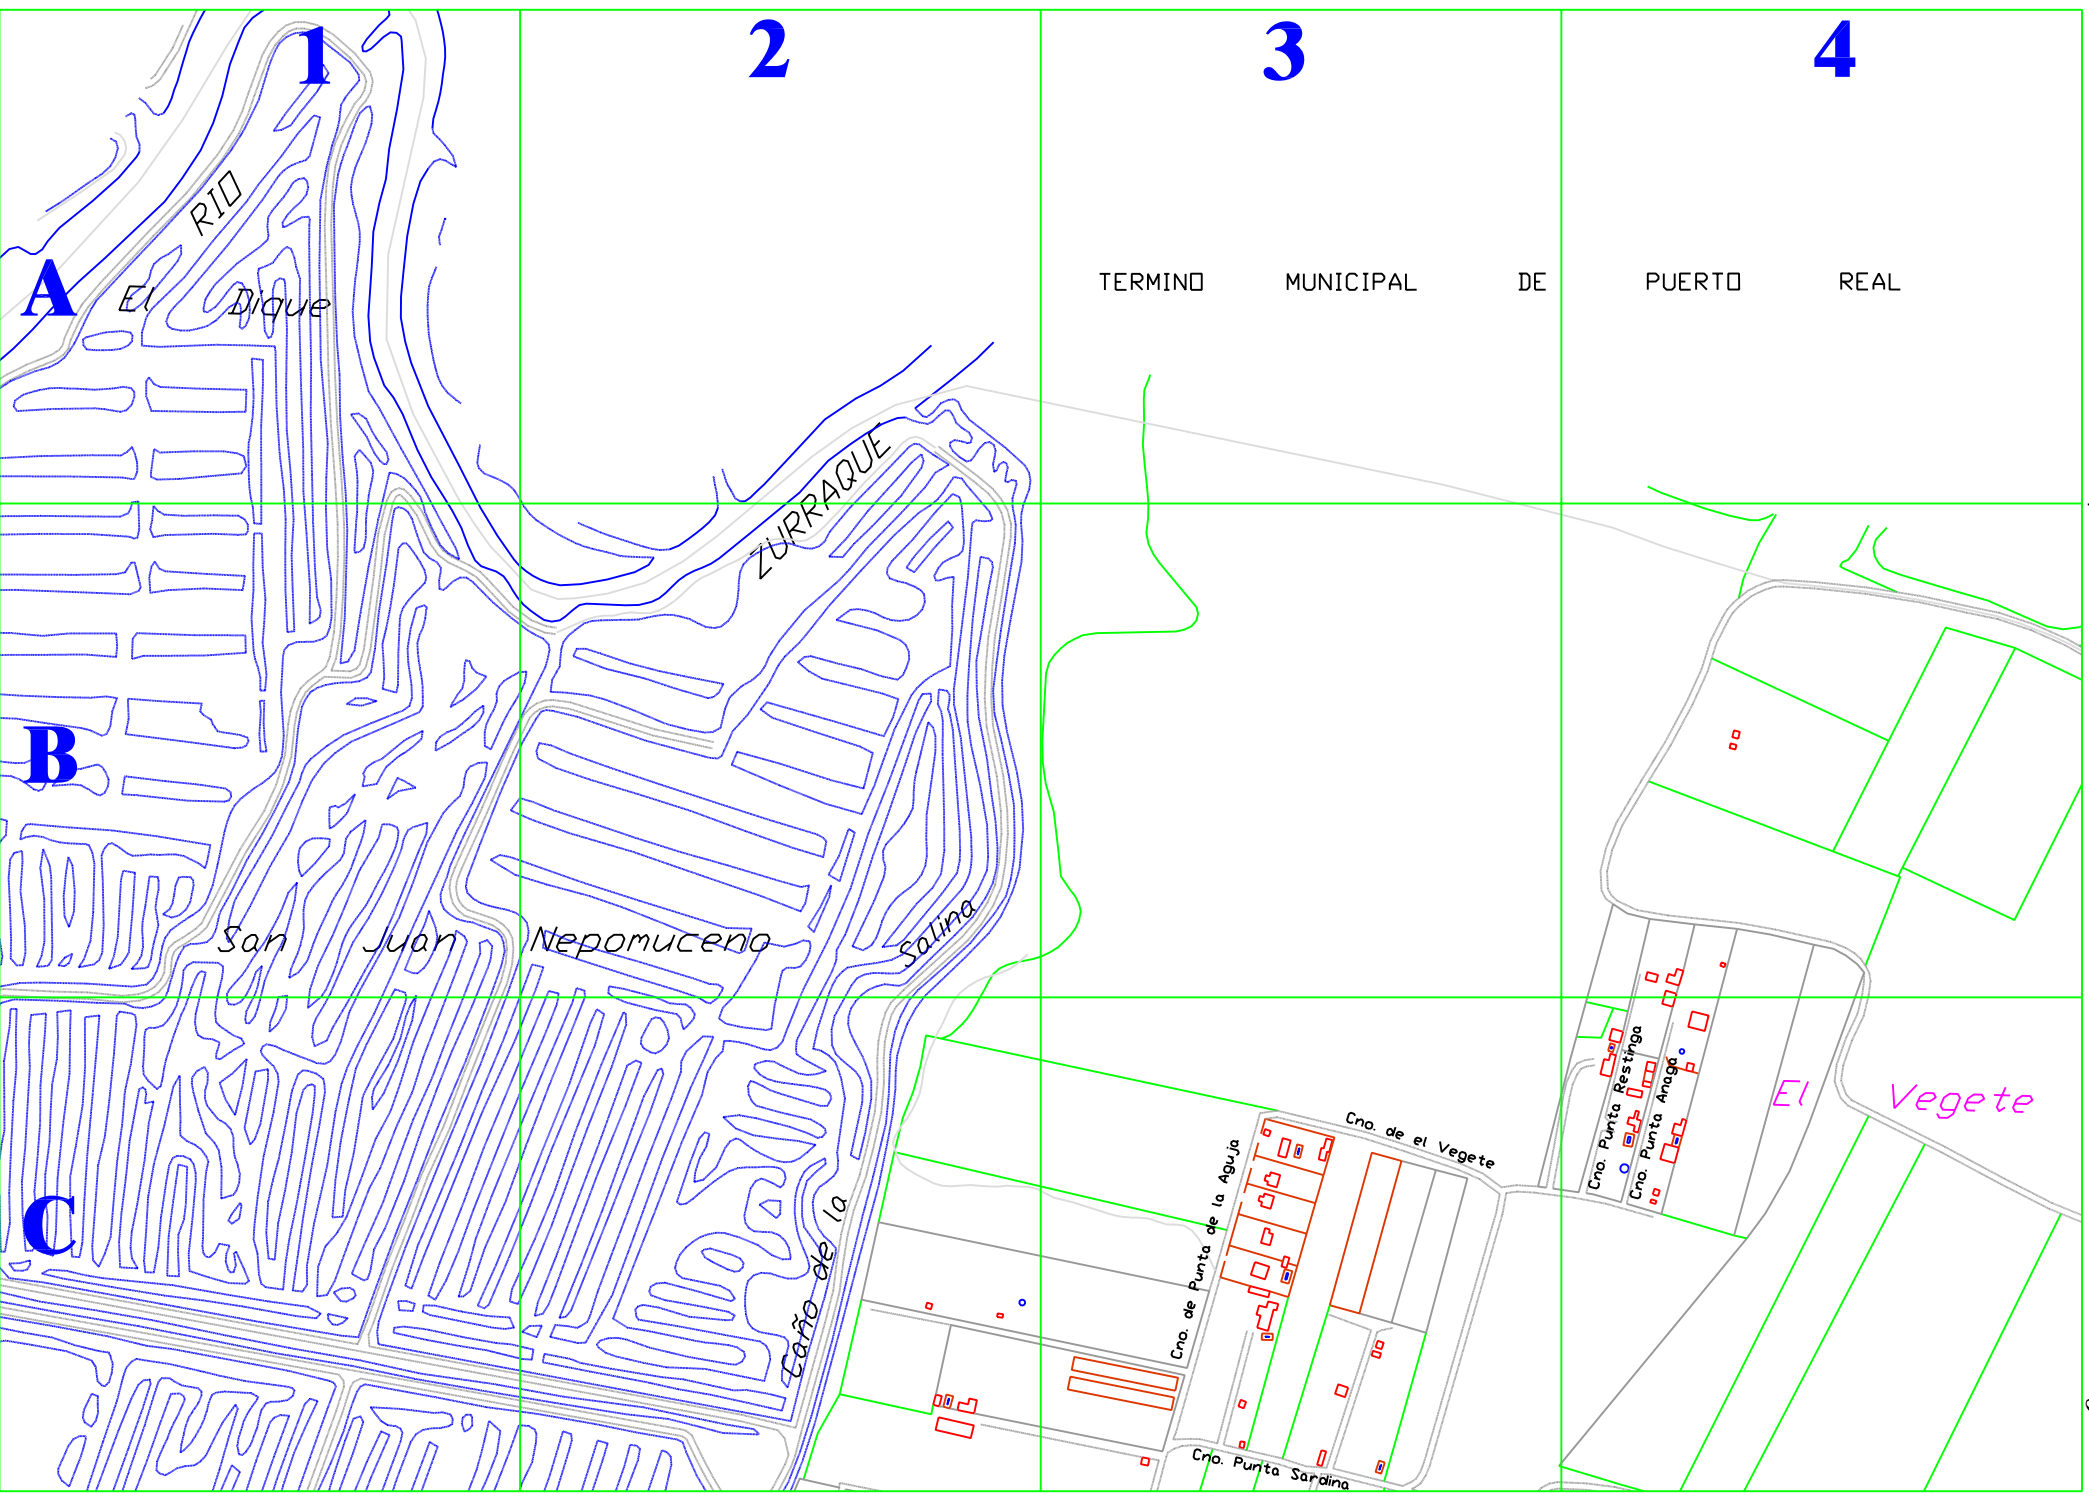 1 2 3 4
A
B
C
RIO
El Dique
TERMINO MUNICIPAL DE PUERTO REAL
ZURRAQUE
San Juan Nepomuceno
Caño de la Salina
Cno. de Punta de la Aguja
Cno. de el Vegete
Cno. Punta Restinga
Cno. Punta Anaga
El Vegete
Cno. Punta Sardina